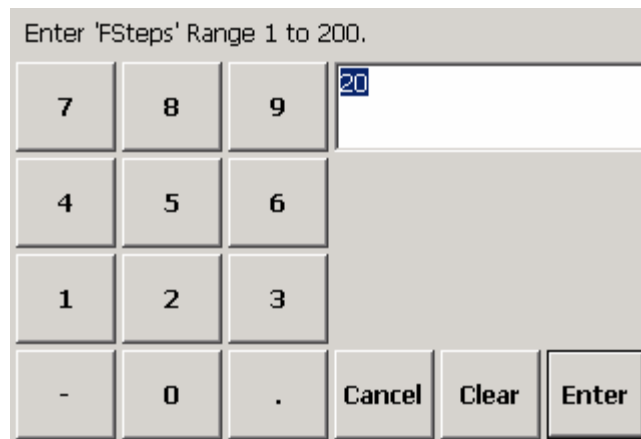 Enter 'FSteps' Range 1 to 200.
7 8 9 20
4 5 6
1 2 3
- 0 . Cancel Clear Enter